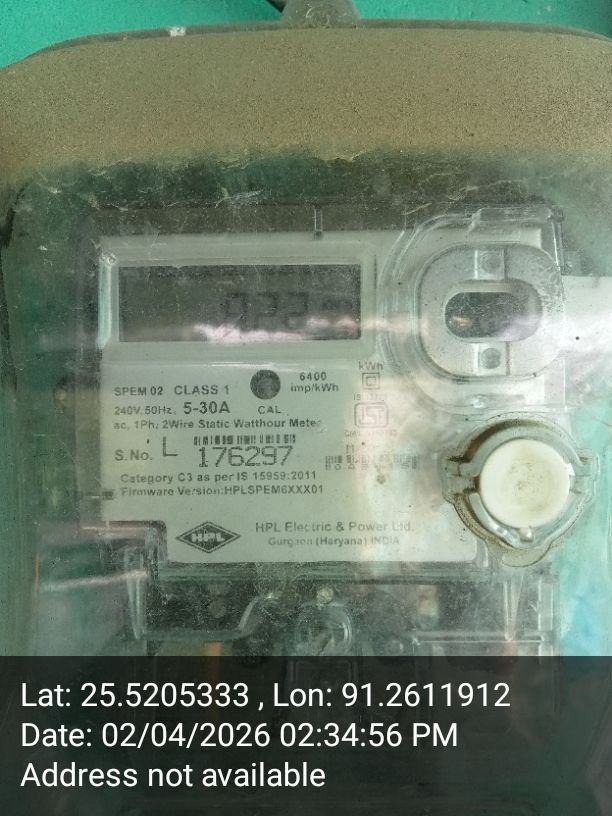 kWh
6400
imp/kWh
SPEM 02 CLASS 1
240V, 50Hz, 5-30A
CAL
ac, 1Ph, 2Wire Static Watthour Meter
S.No. L 176297
Category C3 as per IS 15959:2011
Firmware Version:HPLSPEM6XXX01
HPL
HPL Electric & Power Ltd.
Gurgaon (Haryana) INDIA
Lat: 25.5205333 , Lon: 91.2611912
Date: 02/04/2026 02:34:56 PM
Address not available